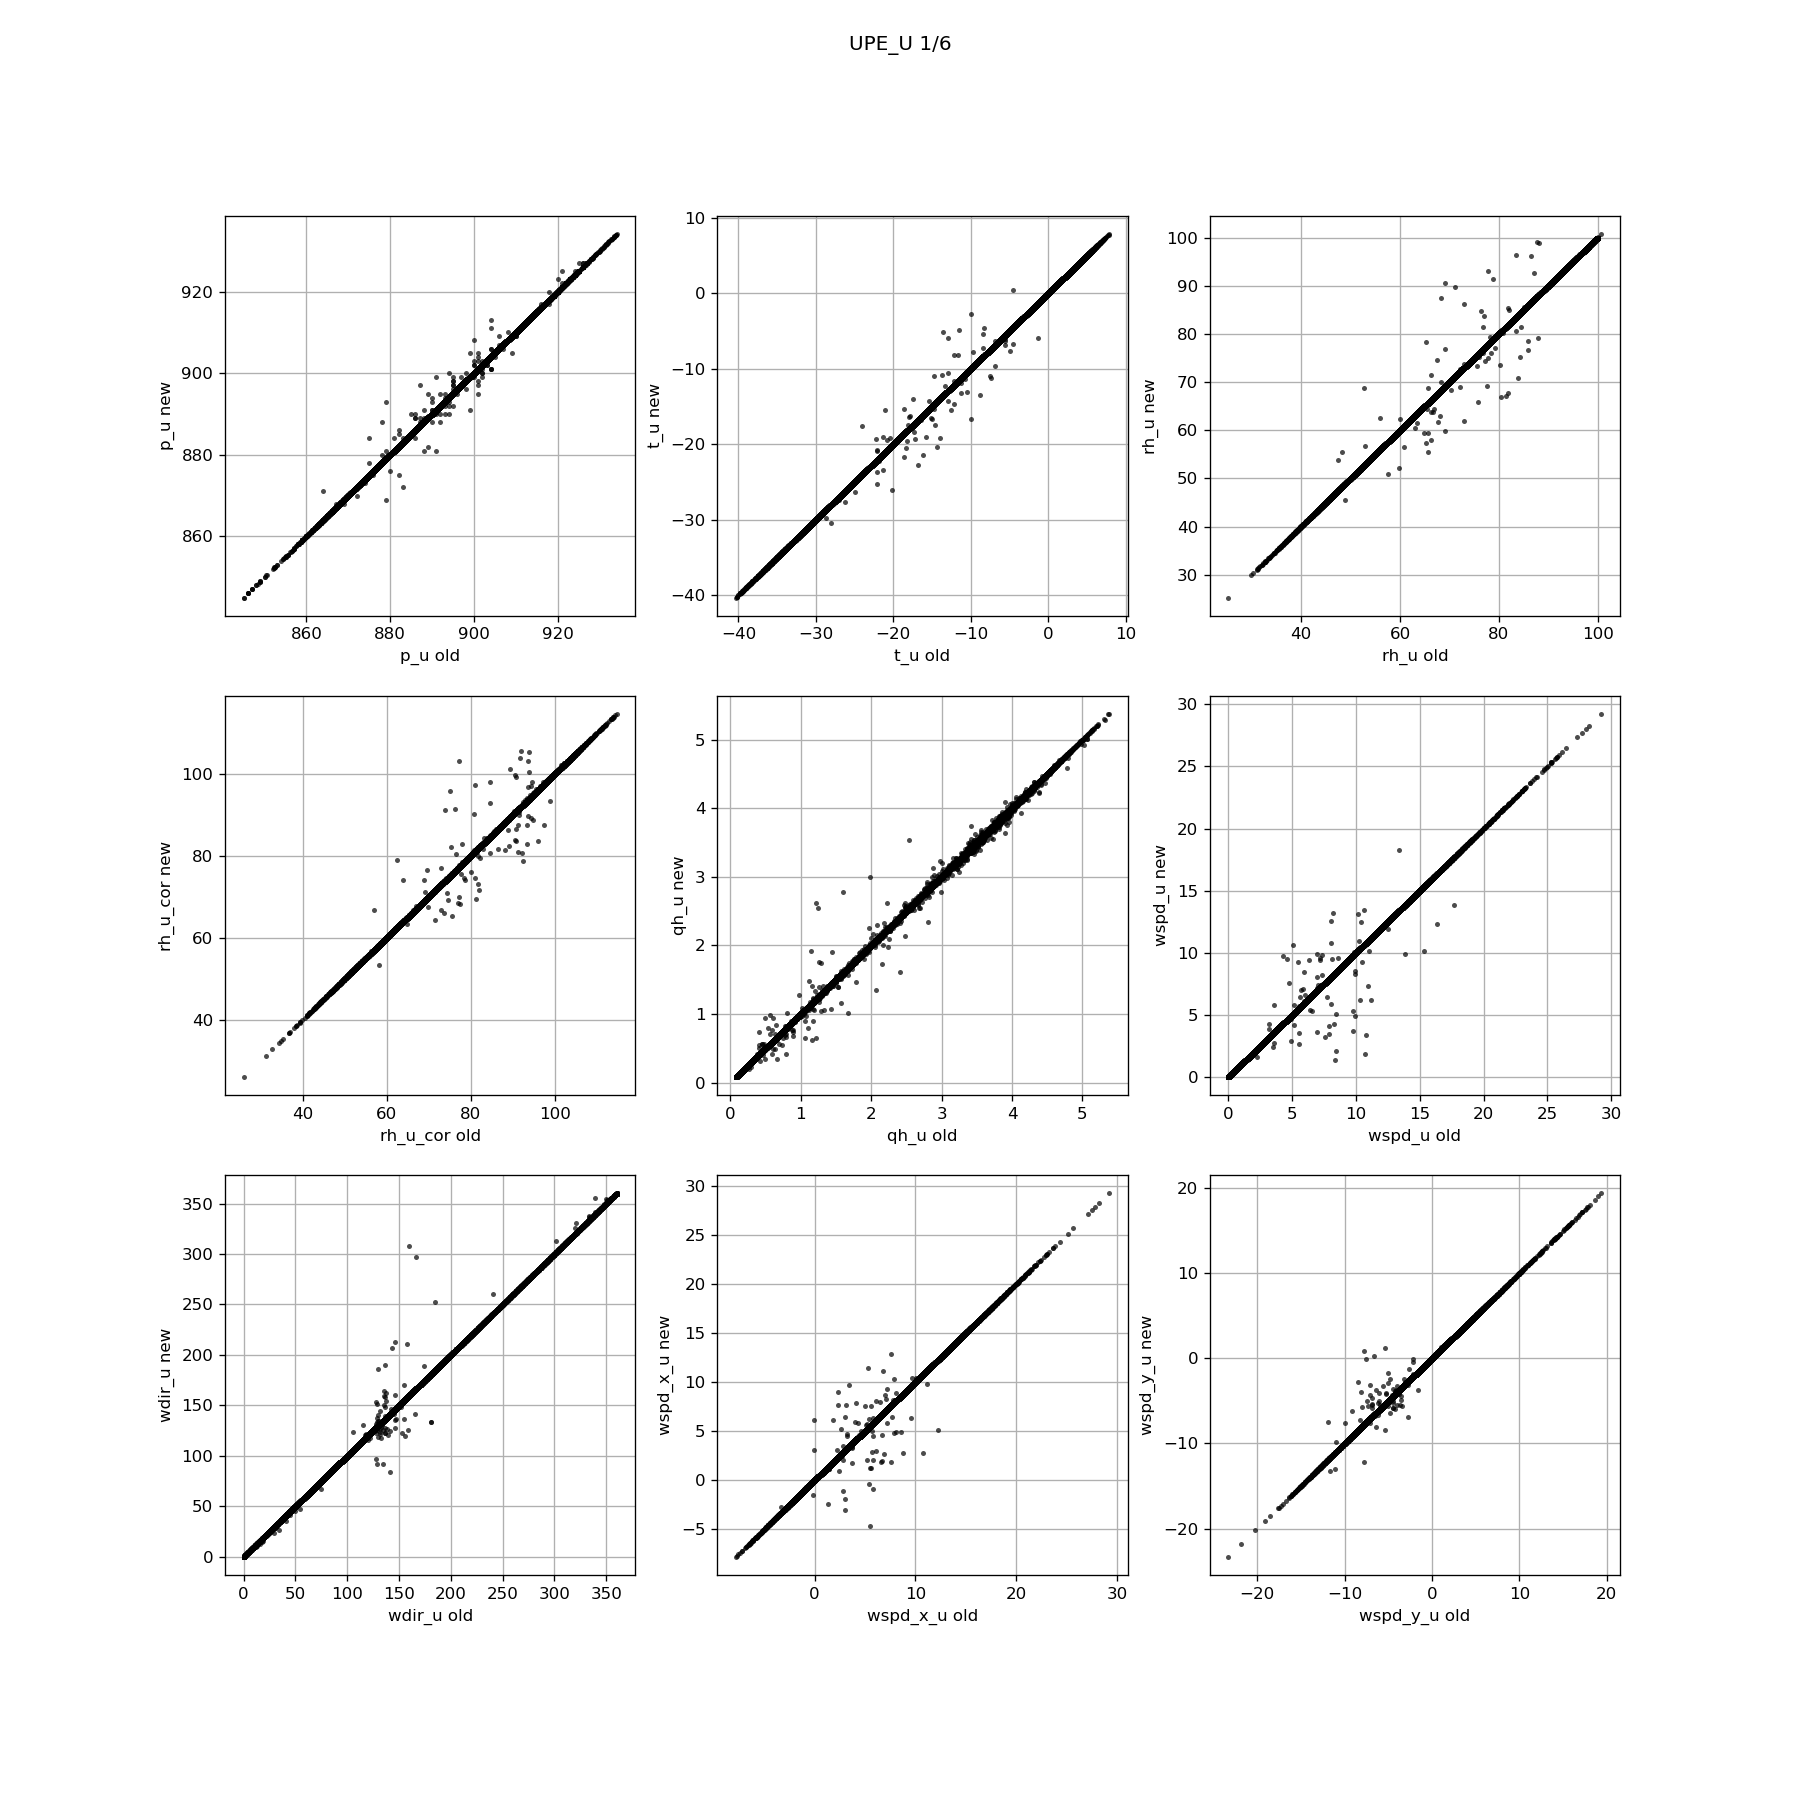 UPE_U 1/6
p_u new
920
900
880
860
860 880 900 920
p_u old
t_u new
10
0
−10
−20
−30
−40
−40 −30 −20 −10 0 10
t_u old
rh_u new
100
90
80
70
60
50
40
30
40 60 80 100
rh_u old
rh_u_cor new
100
80
60
40
40 60 80 100
rh_u_cor old
qh_u new
5
4
3
2
1
0
0 1 2 3 4 5
qh_u old
wspd_u new
30
25
20
15
10
5
0
0 5 10 15 20 25 30
wspd_u old
wdir_u new
350
300
250
200
150
100
50
0
0 50 100 150 200 250 300 350
wdir_u old
wspd_x_u new
30
25
20
15
10
5
0
−5
0 10 20 30
wspd_x_u old
wspd_y_u new
20
10
0
−10
−20
−20 −10 0 10 20
wspd_y_u old